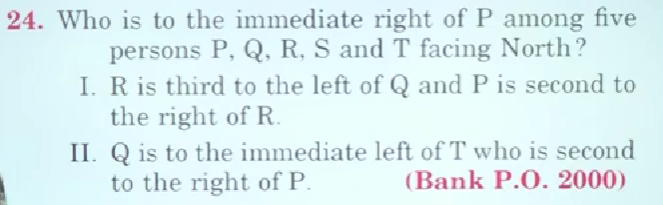 24. Who is to the immediate right of P among five
persons P, Q, R, S and T facing North?
I. R is third to the left of Q and P is second to
the right of R.
II. Q is to the immediate left of T who is second
to the right of P. (Bank P.O. 2000)